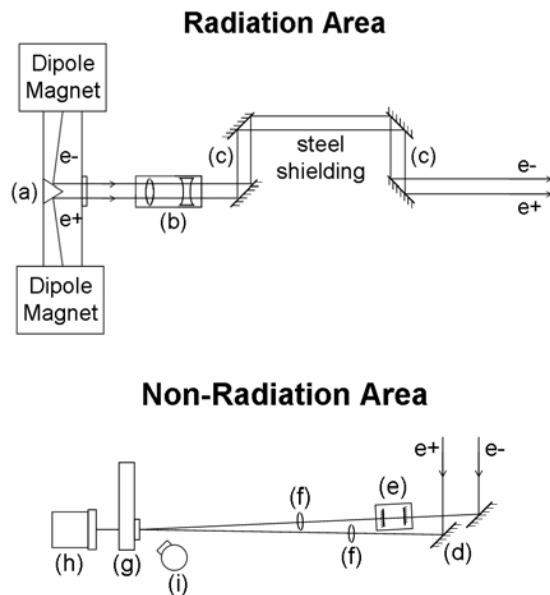 Radiation Area
Dipole
Magnet
e-
(a)
e+
(b)
(c)
steel
shielding
(c)
e-
e+
Dipole
Magnet
Non-Radiation Area
e+
e-
(e)
(f)
(f)
(d)
(h)
(g)
(i)